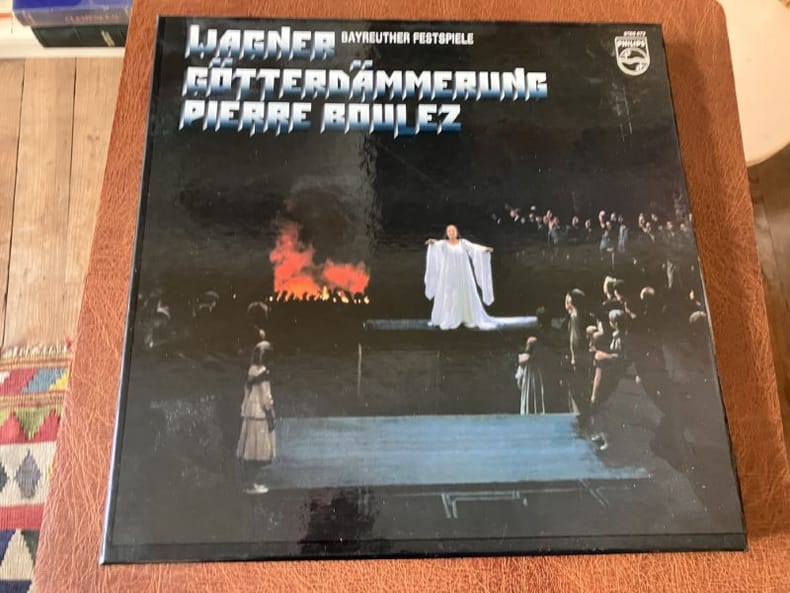 WAGNER BAYREUTHER FESTSPIELE
GÖTTERDÄMMERUNG
PIERRE BOULEZ
PHILIPS